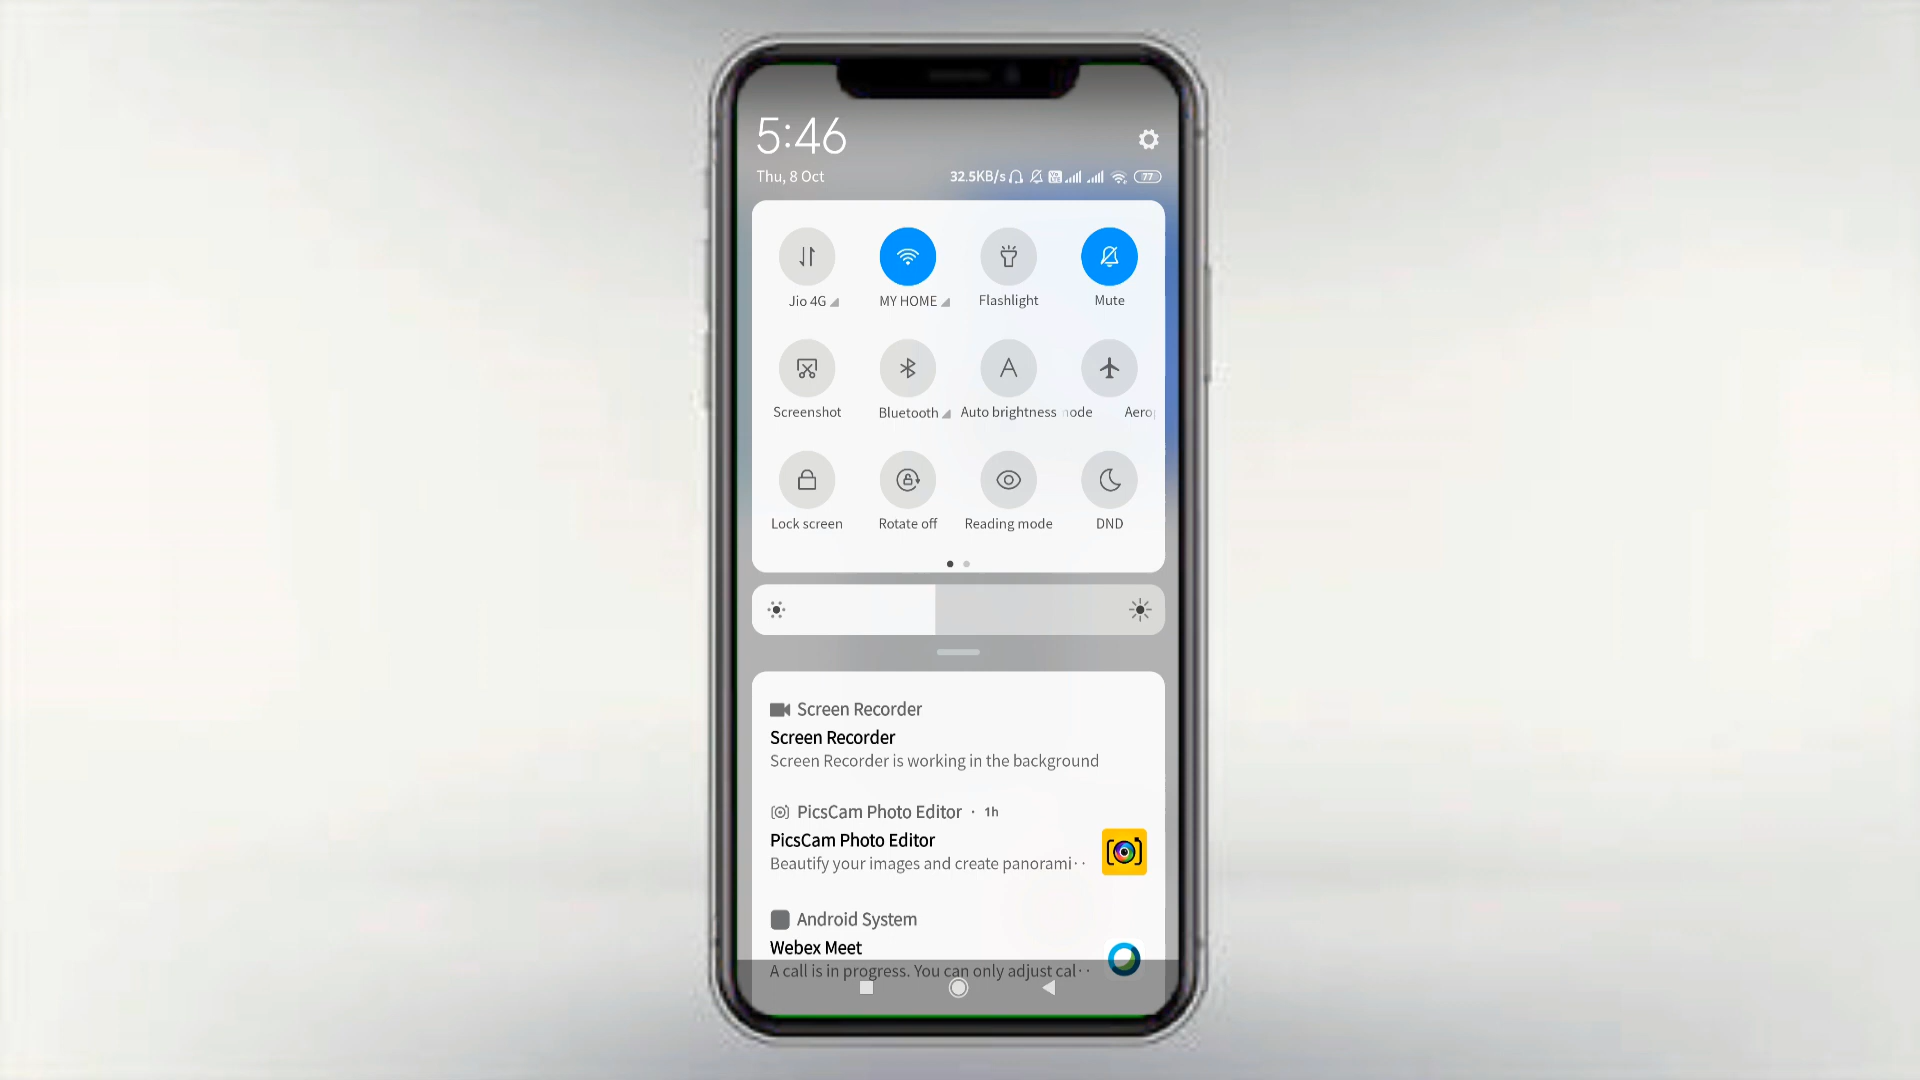 5:46
Thu, 8 Oct
32.5KB/s
77
Jio 4G
MY HOME
Flashlight
Mute
Screenshot
Bluetooth
Auto brightness
mode Aerop
Lock screen
Rotate off
Reading mode
DND
Screen Recorder
Screen Recorder
Screen Recorder is working in the background
PicsCam Photo Editor · 1h
PicsCam Photo Editor
Beautify your images and create panorami··
Android System
Webex Meet
A call is in progress. You can only adjust cal··